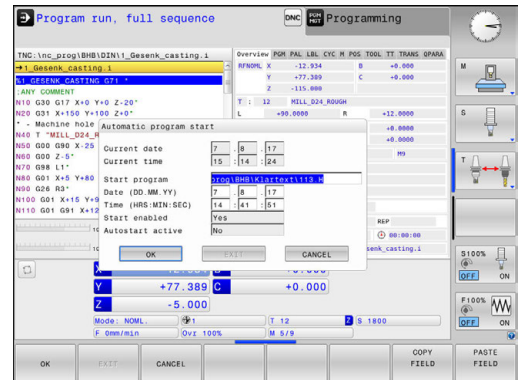 Program run, full sequence
DNC
PGM MGT
Programming
TNC:\nc_prog\BHB\DIN\1_Gesenk_casting.i
→1_Gesenk_casting.i
%1_GESENK_CASTING G71 *
;ANY COMMENT
N10 G30 G17 X+0 Y+0 Z-20*
N20 G31 X+150 Y+100 Z+0*
* - Machine hole
N40 T "MILL_D24_R
N50 G00 G90 X-25
N60 G00 Z-5*
N70 G98 L1*
N80 G01 X+5 Y+80
N90 G26 R3*
N100 G01 X+15 Y+9
N110 G01 G91 X+12
Overview PGM PAL LBL CYC M POS TOOL TT TRANS QPARA
RFNOML X -12.934 B +0.000
Y +77.389 C +0.000
Z -115.000
T : 12 MILL_D24_ROUGH
L +90.0000 R +12.0000
+0.0000
+0.0000
M9
REP
00:00:00
senk_casting.i
Automatic program start
Current date 7 .8 .17
Current time 15 :14 :24
Start program prog\BHB\Klartext\113.H
Date (DD.MM.YY) 7 .8 .17
Time (HRS:MIN:SEC) 14 :41 :51
Start enabled Yes
Autostart active No
OK EXIT CANCEL
X
Y +77.389 C +0.000
Z -5.000
Mode: NOML. 1 T 12 Z S 1800
F 0mm/min Ovr 100% M 5/9
M
S
T
S100%
OFF ON
F100%
OFF ON
OK EXIT CANCEL COPY FIELD PASTE FIELD